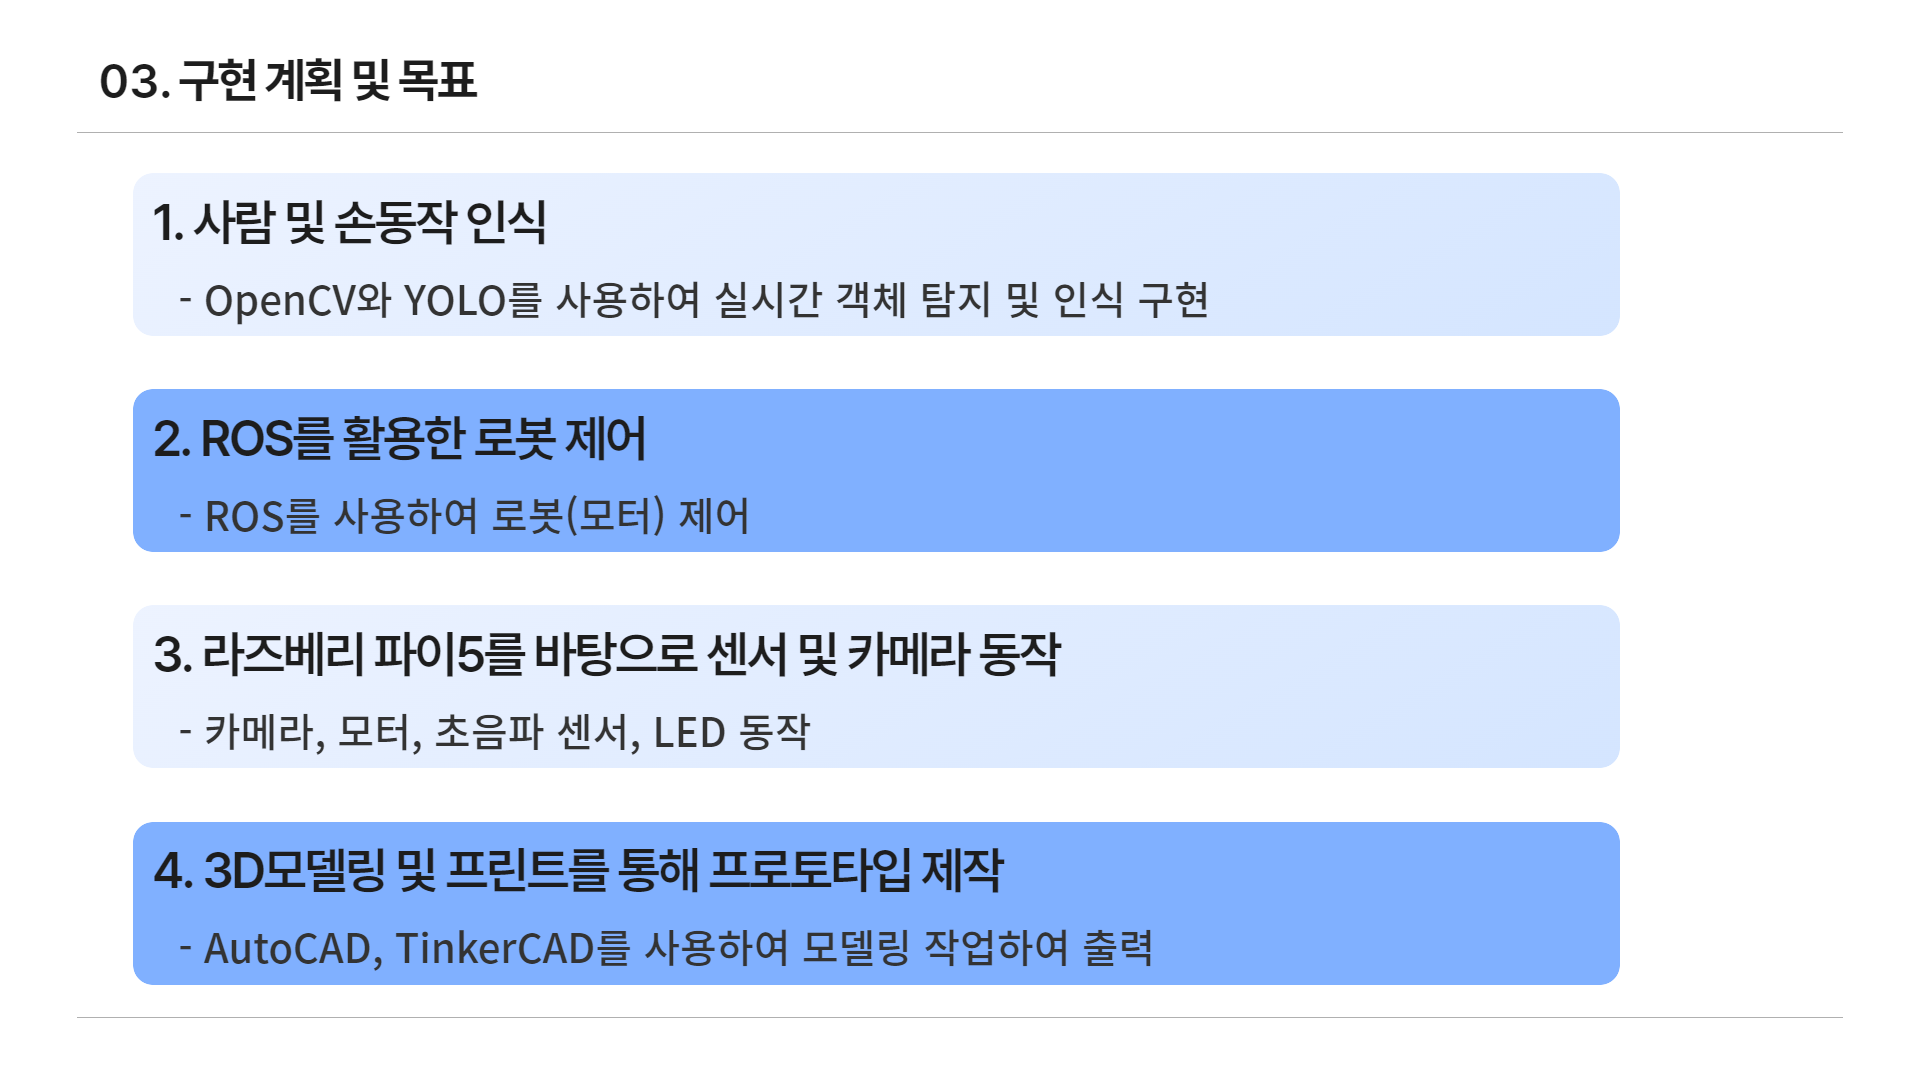 03. 구현 계획 및 목표
1. 사람 및 손동작 인식
- OpenCV와 YOLO를 사용하여 실시간 객체 탐지 및 인식 구현
2. ROS를 활용한 로봇 제어
- ROS를 사용하여 로봇(모터) 제어
3. 라즈베리 파이5를 바탕으로 센서 및 카메라 동작
- 카메라, 모터, 초음파 센서, LED 동작
4. 3D모델링 및 프린트를 통해 프로토타입 제작
- AutoCAD, TinkerCAD를 사용하여 모델링 작업하여 출력